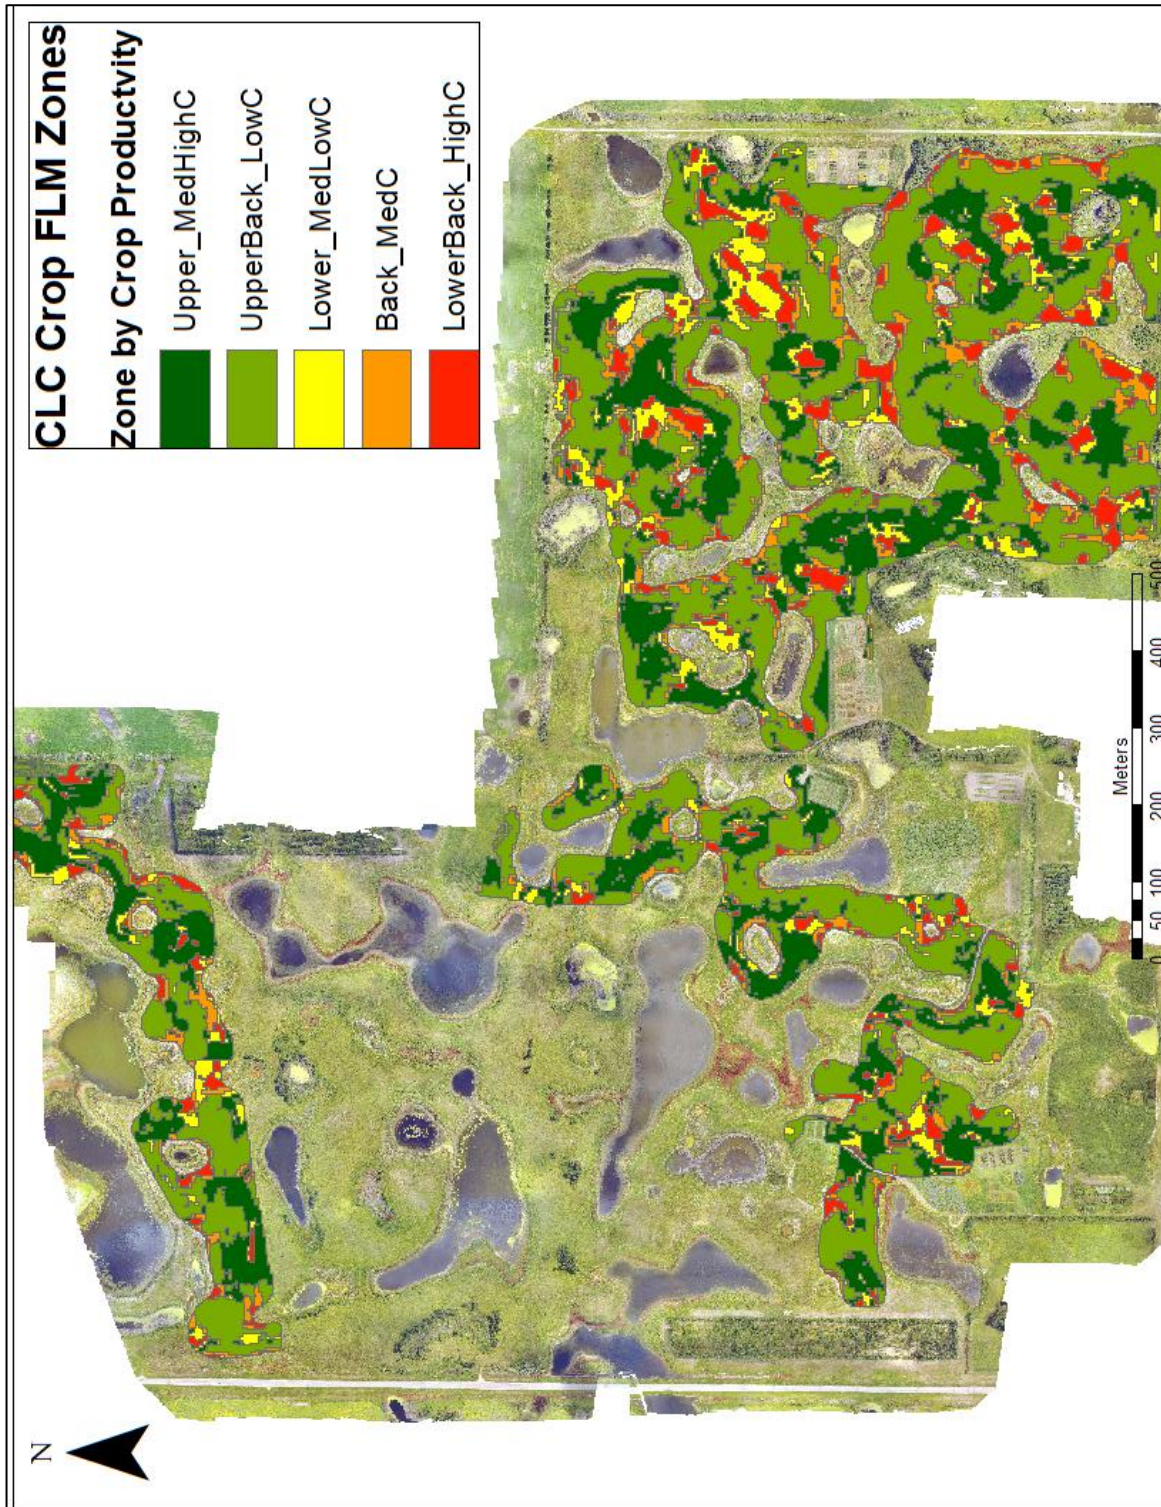 CLC Crop FLM Zones
Zone by Crop Productvity
Upper_MedHighC
UpperBack_LowC
Lower_MedLowC
Back_MedC
LowerBack_HighC
N
Meters
0 50 100 200 300 400 500